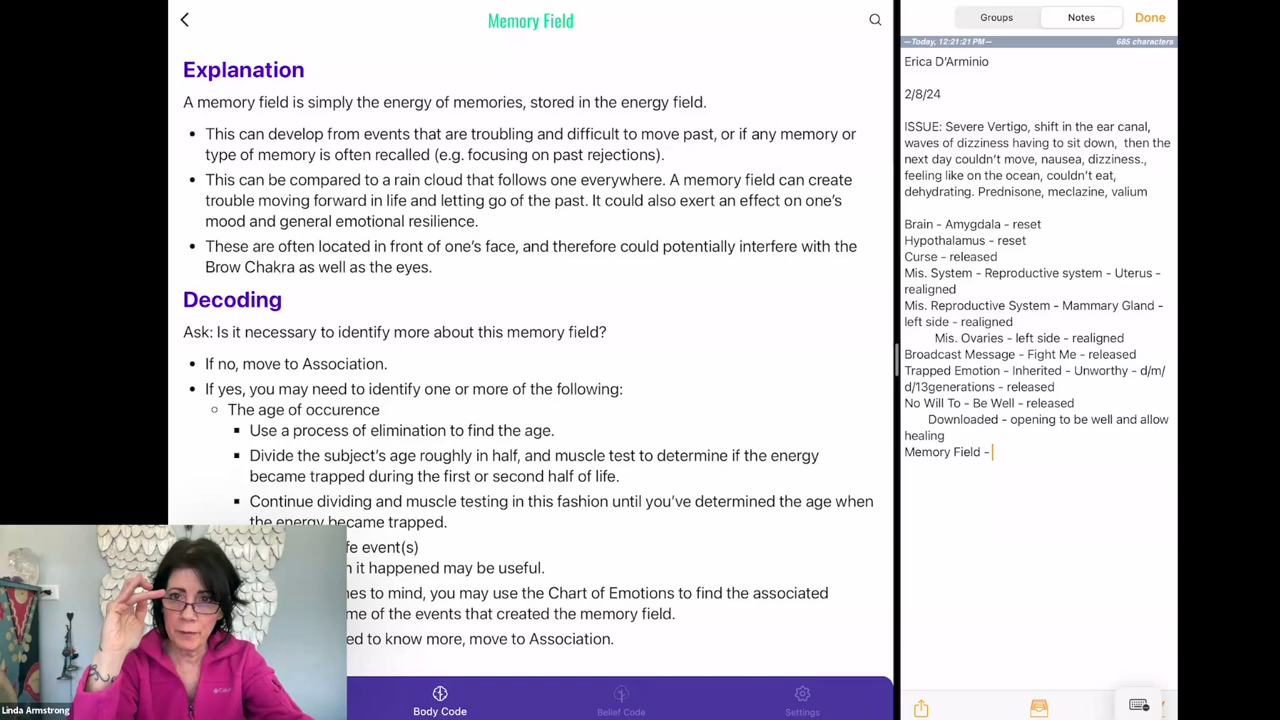 Memory Field
Explanation
A memory field is simply the energy of memories, stored in the energy field.
• This can develop from events that are troubling and difficult to move past, or if any memory or
type of memory is often recalled (e.g. focusing on past rejections).
• This can be compared to a rain cloud that follows one everywhere. A memory field can create
trouble moving forward in life and letting go of the past. It could also exert an effect on one's
mood and general emotional resilience.
• These are often located in front of one's face, and therefore could potentially interfere with the
Brow Chakra as well as the eyes.
Decoding
Ask: Is it necessary to identify more about this memory field?
• If no, move to Association.
• If yes, you may need to identify one or more of the following:
The age of occurence
Use a process of elimination to find the age.
Divide the subject's age roughly in half, and muscle test to determine if the energy
became trapped during the first or second half of life.
Continue dividing and muscle testing in this fashion until you've determined the age when
the energy became trapped.
fe event(s)
it happened may be useful.
to mind, you may use the Chart of Emotions to find the associated
of the events that created the memory field.
to know more, move to Association.
Linda Armstrong
Body Code
Belief Code
Settings
Groups
Notes
Done
—Today, 12:21:21 PM—
685 characters
Erica D'Arminio
2/8/24
ISSUE: Severe Vertigo, shift in the ear canal,
waves of dizziness having to sit down, then the
next day couldn't move, nausea, dizziness.,
feeling like on the ocean, couldn't eat,
dehydrating. Prednisone, meclazine, valium
Brain - Amygdala - reset
Hypothalamus - reset
Curse - released
Mis. System - Reproductive system - Uterus -
realigned
Mis. Reproductive System - Mammary Gland -
left side - realigned
Mis. Ovaries - left side - realigned
Broadcast Message - Fight Me - released
Trapped Emotion - Inherited - Unworthy - d/m/
d/13generations - released
No Will To - Be Well - released
Downloaded - opening to be well and allow
healing
Memory Field -